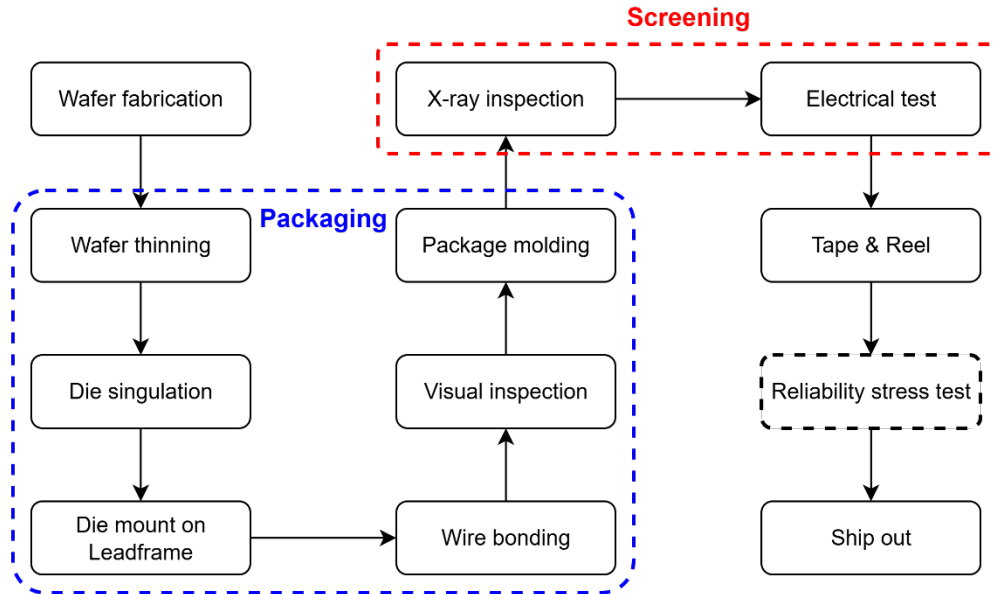 Screening
Wafer fabrication
X-ray inspection
Electrical test
Packaging
Wafer thinning
Package molding
Tape & Reel
Die singulation
Visual inspection
Reliability stress test
Die mount on
Leadframe
Wire bonding
Ship out